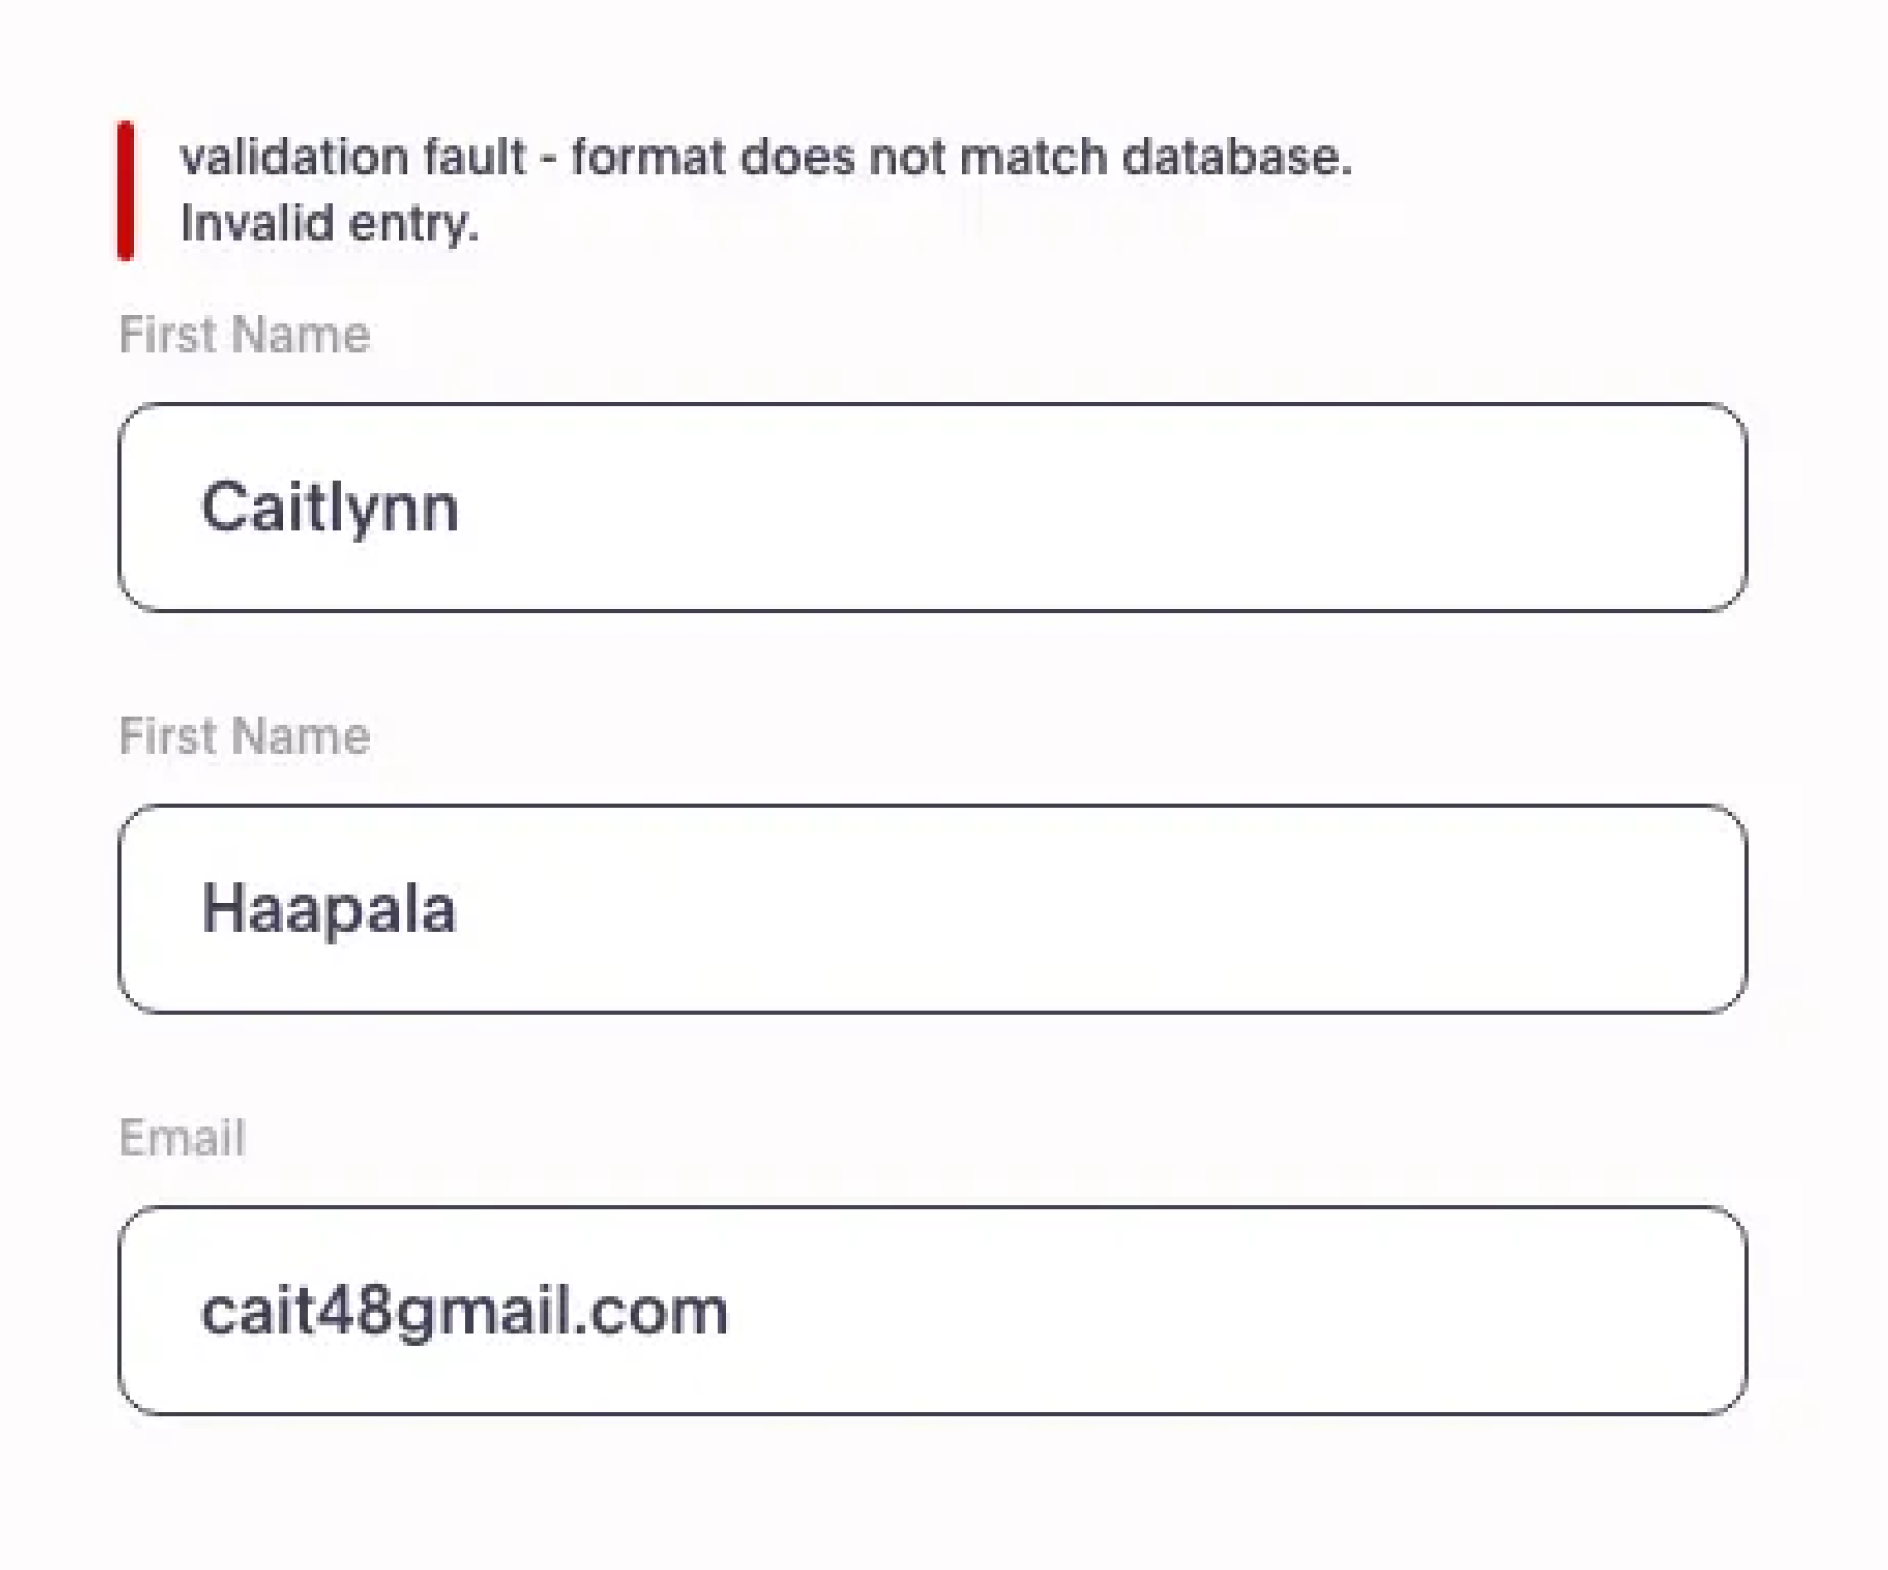 validation fault - format does not match database.
Invalid entry.
First Name
Caitlynn
First Name
Haapala
Email
cait48gmail.com